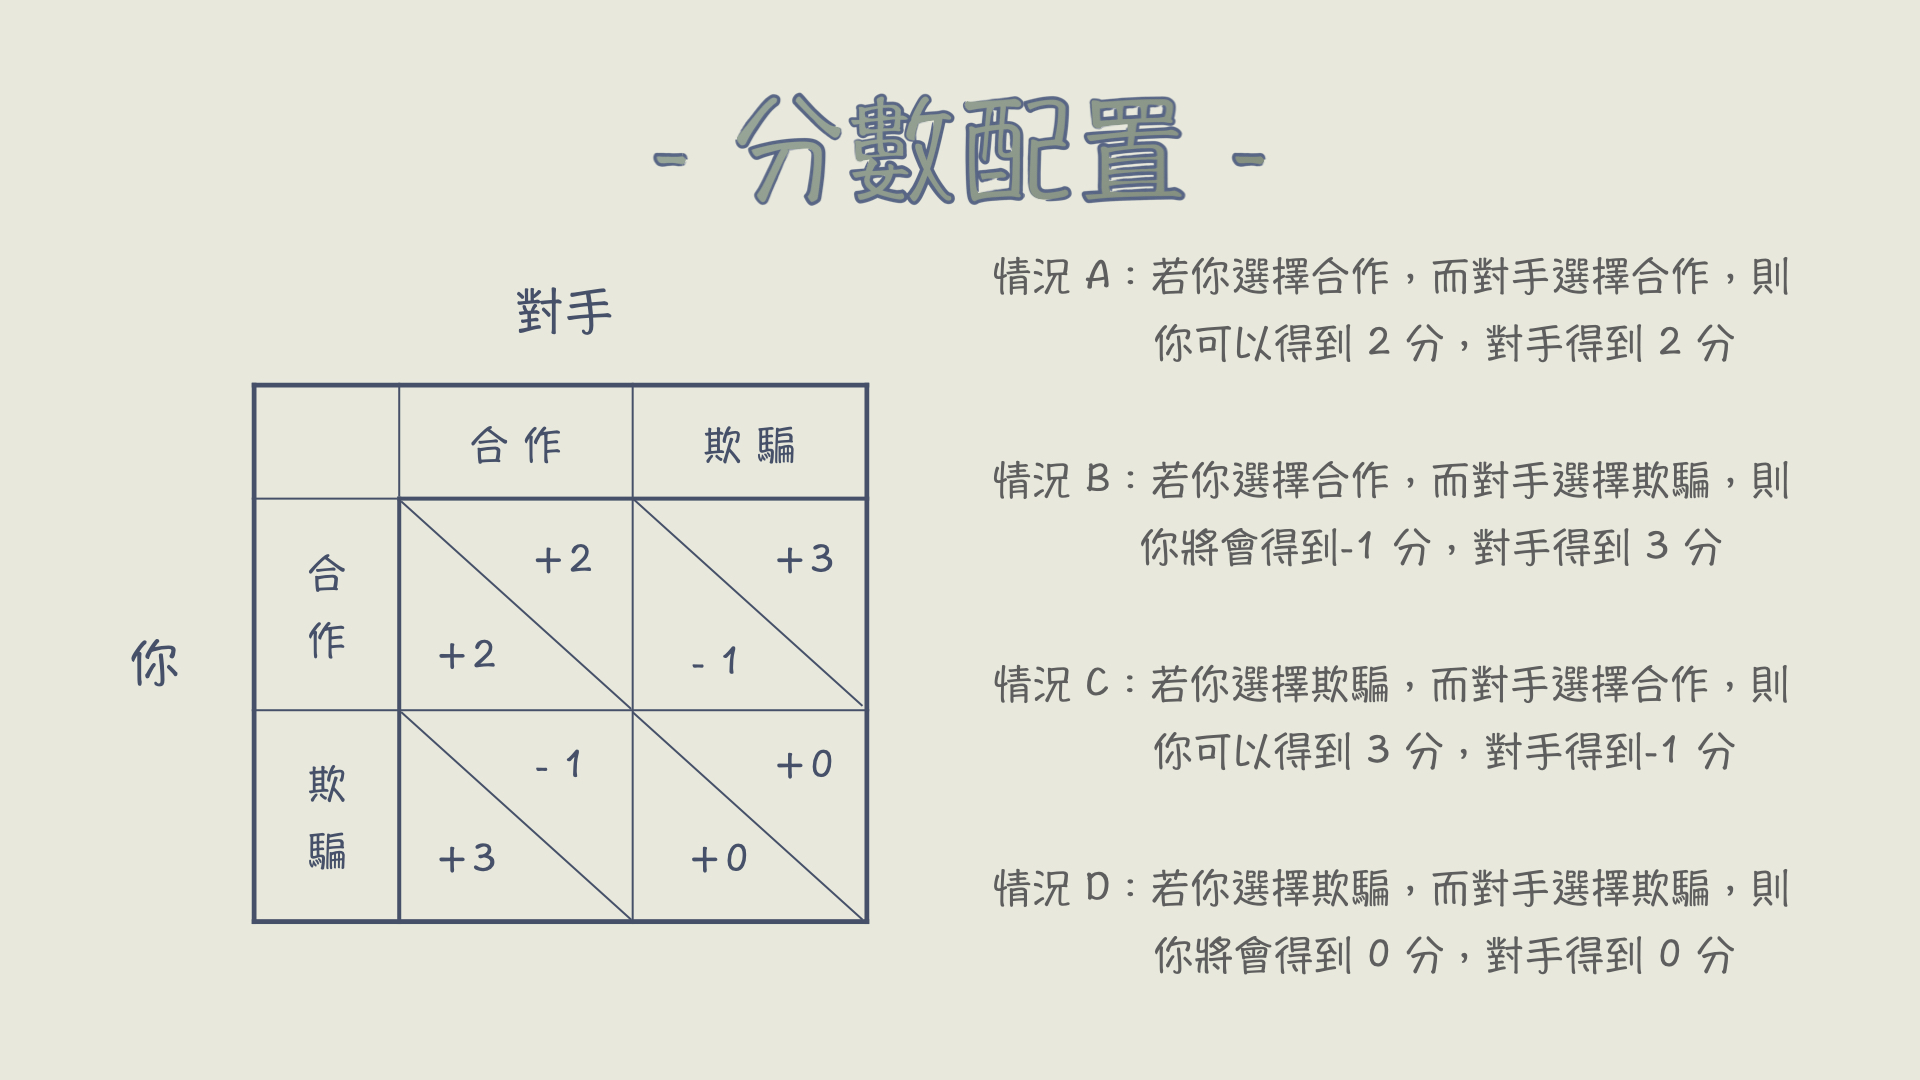 - 分數配置 -
對手
合作 欺騙
合作
+2 +3
+2 - 1
你
欺騙
- 1 +0
+3 +0
情況 A：若你選擇合作，而對手選擇合作，則
你可以得到 2 分，對手得到 2 分
情況 B：若你選擇合作，而對手選擇欺騙，則
你將會得到-1 分，對手得到 3 分
情況 C：若你選擇欺騙，而對手選擇合作，則
你可以得到 3 分，對手得到-1 分
情況 D：若你選擇欺騙，而對手選擇欺騙，則
你將會得到 0 分，對手得到 0 分